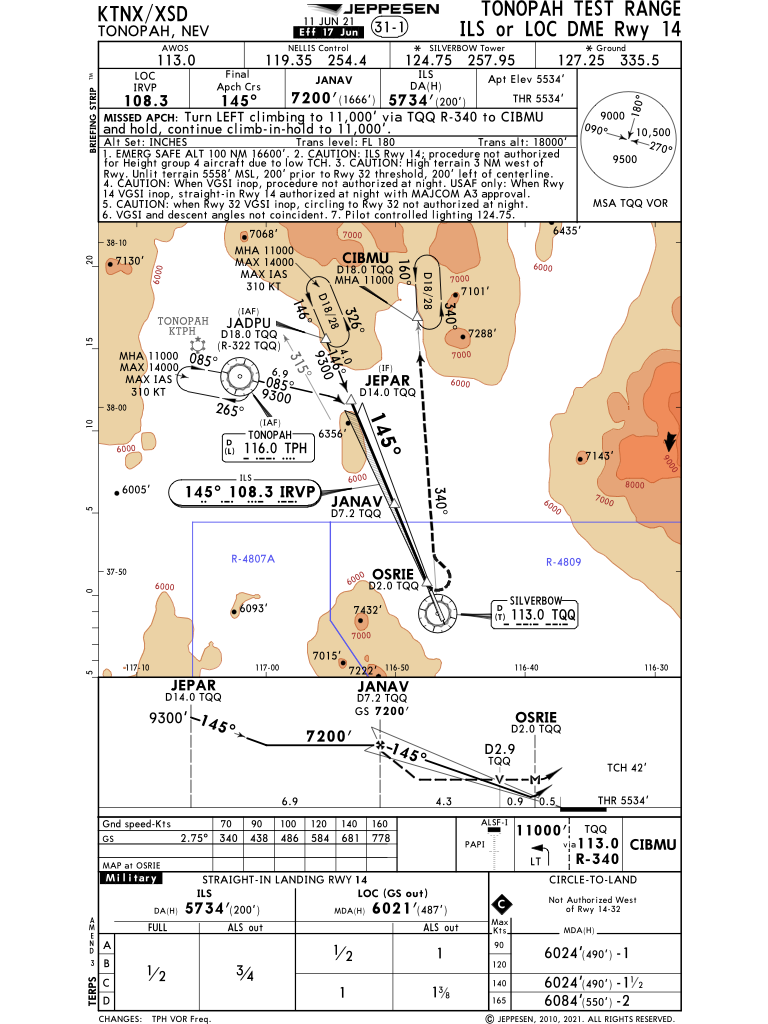 KTNX/XSD
TONOPAH, NEV
JEPPESEN
11 JUN 21
Eff 17 Jun
31-1
TONOPAH TEST RANGE
ILS or LOC DME Rwy 14
AWOS
113.0
NELLIS Control
119.35 254.4
* SILVERBOW Tower
124.75 257.95
* Ground
127.25 335.5
BRIEFING STRIP ™
LOC
IRVP
108.3
Final
Apch Crs
145°
JANAV
7200' (1666')
ILS
DA(H)
5734' (200')
Apt Elev 5534'
THR 5534'
MISSED APCH: Turn LEFT climbing to 11,000' via TQQ R-340 to CIBMU
and hold, continue climb-in-hold to 11,000'.
Alt Set: INCHES Trans level: FL 180 Trans alt: 18000'
1. EMERG SAFE ALT 100 NM 16600'. 2. CAUTION: ILS Rwy 14; procedure not authorized
for Height group 4 aircraft due to low TCH. 3. CAUTION: High terrain 3 NM west of
Rwy. Unlit terrain 5558' MSL, 200' prior to Rwy 32 threshold, 200' left of centerline.
4. CAUTION: When VGSI inop, procedure not authorized at night. USAF only: When Rwy
14 VGSI inop, straight-in Rwy 14 authorized at night with MAJCOM A3 approval.
5. CAUTION: when Rwy 32 VGSI inop, circling to Rwy 32 not authorized at night.
6. VGSI and descent angles not coincident. 7. Pilot controlled lighting 124.75.
180°
9000
090°
10,500
270°
9500
MSA TQQ VOR
38-10
7130'
6000
7068'
7000
MHA 11000
MAX 14000
MAX IAS
310 KT
CIBMU
D18.0 TQQ
MHA 11000
160°
D18/28
340°
7000
7101'
7288'
7000
6000
6435'
6000
20
15
10
5
0
5
D18/28
146°
326°
(IAF)
JADPU
D18.0 TQQ
(R-322 TQQ)
TONOPAH
KTPH
4.0
146°
9300
315°
MHA 11000
MAX 14000
MAX IAS
310 KT
085°
265°
6.9
085°
9300
(IF)
JEPAR
D14.0 TQQ
38-00
(IAF)
TONOPAH
D
(L)
116.0 TPH
6356'
145°
6000
6000
6005'
ILS
145° 108.3 IRVP
JANAV
D7.2 TQQ
340°
7143'
6000
7000
8000
9000
R-4807A
R-4809
37-50
OSRIE
D2.0 TQQ
6000
6000
6093'
7432'
7000
7015'
7222'
SILVERBOW
D
(T)
113.0 TQQ
-117-10
117-00
116-50
116-40
116-30
JEPAR
D14.0 TQQ
9300'
145°
7200'
JANAV
D7.2 TQQ
GS 7200'
145°
OSRIE
D2.0 TQQ
D2.9
TQQ
V
M
TCH 42'
6.9
4.3
0.9
0.5
THR 5534'
Gnd speed-Kts 70 90 100 120 140 160
GS 2.75° 340 438 486 584 681 778
MAP at OSRIE
ALSF-I
PAPI
11000'
LT
via
TQQ
113.0
R-340
CIBMU
Military
STRAIGHT-IN LANDING RWY 14
CIRCLE-TO-LAND
ILS
DA(H) 5734' (200')
LOC (GS out)
MDA(H) 6021' (487')
C
Not Authorized West
of Rwy 14-32
FULL
ALS out
ALS out
Max
Kts
MDA(H)
A
B
C
D
1/2
3/4
1/2
1
1
1 3/8
90
120
6024' (490') - 1
140
6024' (490') - 1 1/2
165
6084' (550') - 2
AMEND 3
TERPS
CHANGES: TPH VOR Freq.
© JEPPESEN, 2010, 2021. ALL RIGHTS RESERVED.